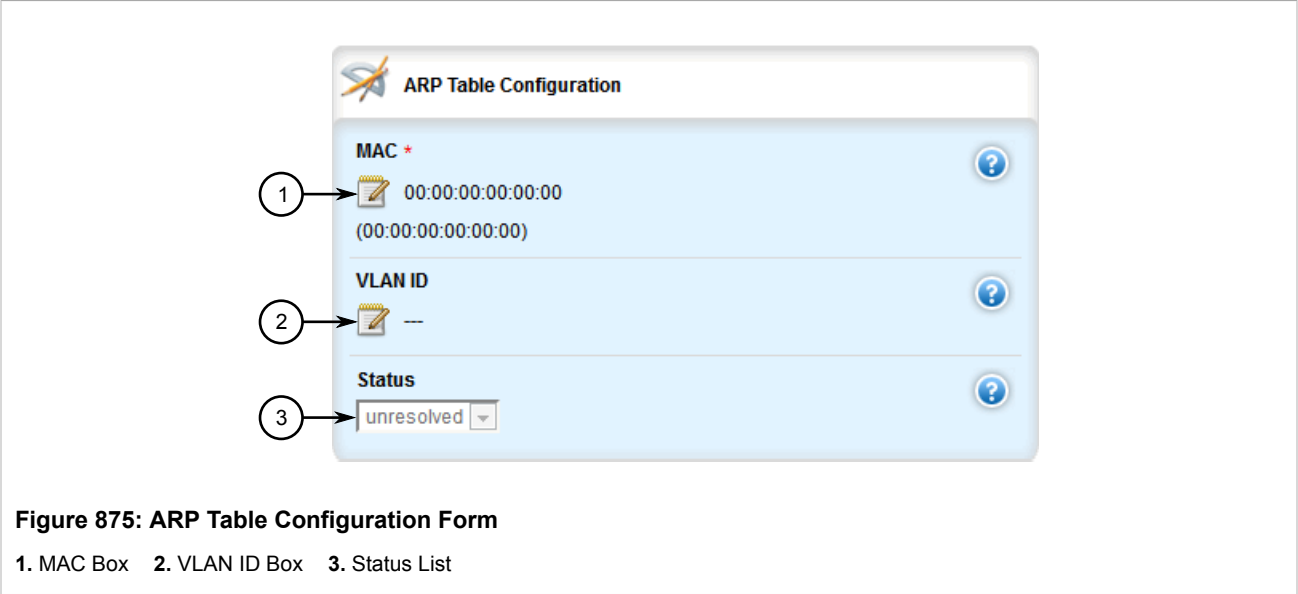 ARP Table Configuration
MAC *
1
00:00:00:00:00:00
(00:00:00:00:00:00)
VLAN ID
2
---
Status
3
unresolved
Figure 875: ARP Table Configuration Form
1. MAC Box 2. VLAN ID Box 3. Status List